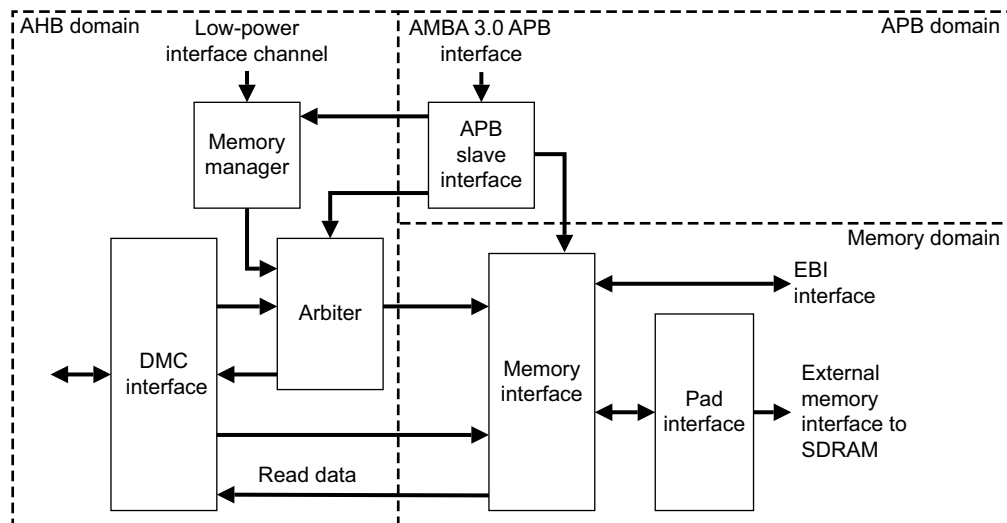 AHB domain
Low-power
interface channel
AMBA 3.0 APB
interface
APB domain
Memory
manager
APB
slave
interface
Memory domain
DMC
interface
Arbiter
Memory
interface
EBI
interface
Pad
interface
External
memory
interface to
SDRAM
Read data